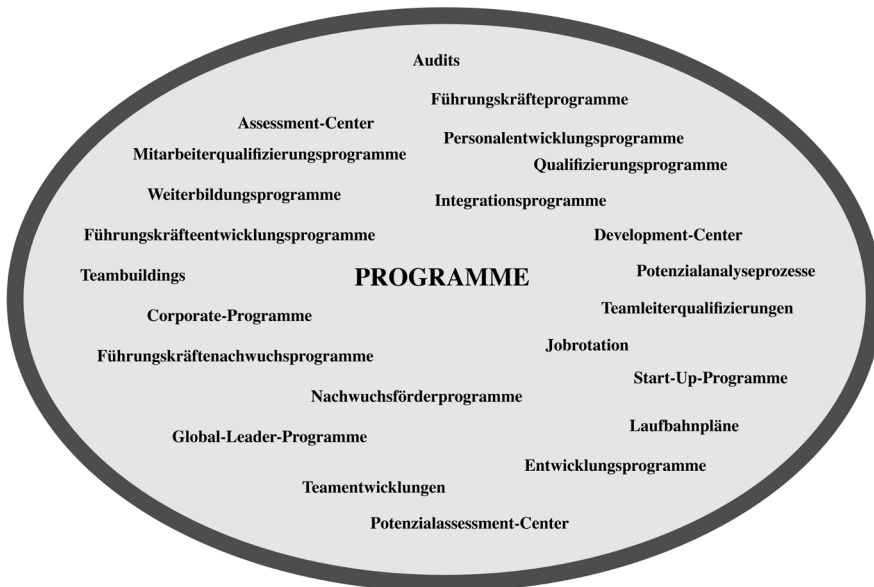 Audits
Führungskräfteprogramme
Assessment-Center
Personalentwicklungsprogramme
Mitarbeiterqualifizierungsprogramme
Qualifizierungsprogramme
Weiterbildungsprogramme
Integrationsprogramme
Führungskräfteentwicklungsprogramme
Development-Center
Teambuildings
PROGRAMME
Potenzialanalyseprozesse
Teamleiterqualifizierungen
Corporate-Programme
Jobrotation
Führungskräftenachwuchsprogramme
Start-Up-Programme
Nachwuchsförderprogramme
Laufbahnpläne
Global-Leader-Programme
Entwicklungsprogramme
Teamentwicklungen
Potenzialassessment-Center